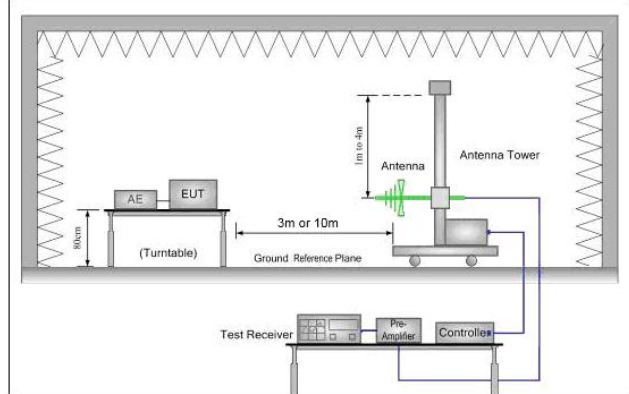 1m to 4m
Antenna
Antenna Tower
AE
EUT
80cm
(Turntable)
3m or 10m
Ground Reference Plane
Test Receiver
Pre-
Amplifier
Controller